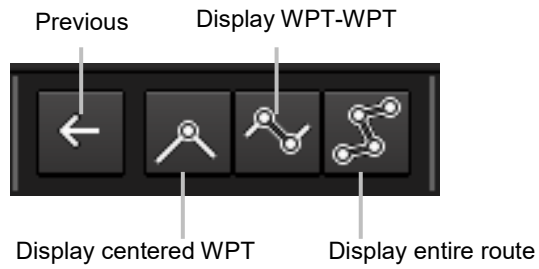 Previous
Display WPT-WPT
Display centered WPT
Display entire route